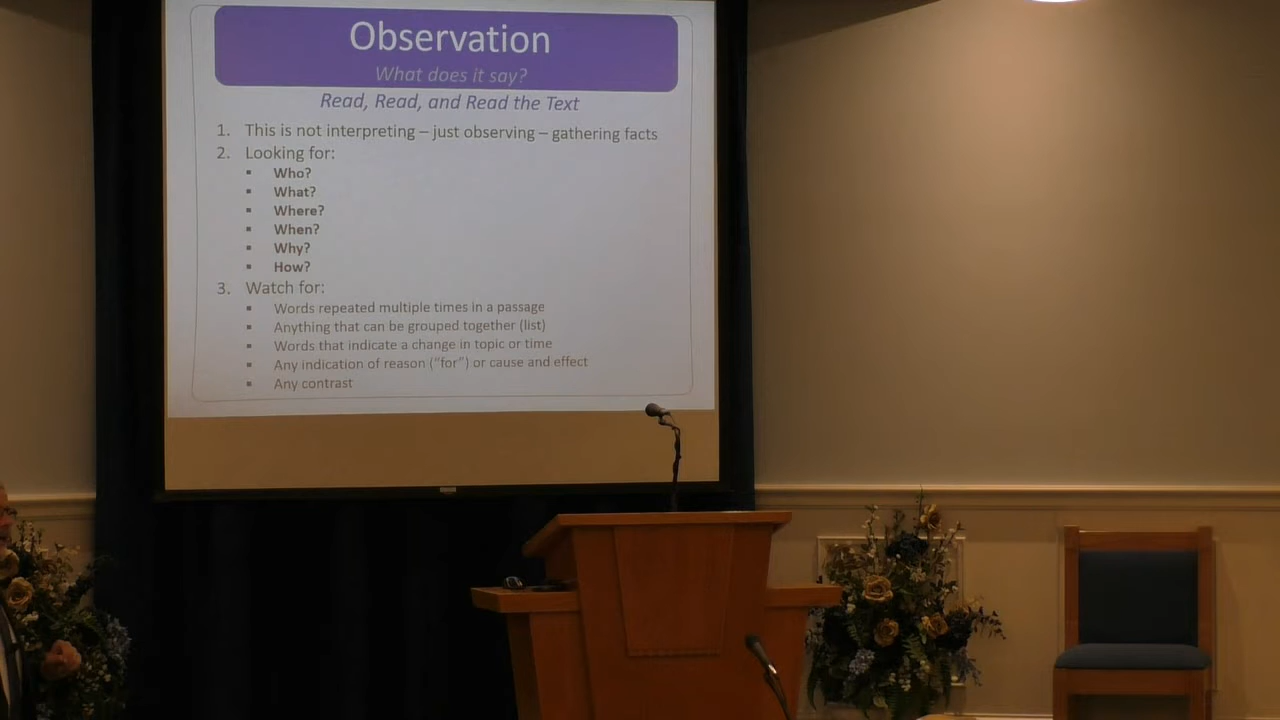 Observation
What does it say?
Read, Read, and Read the Text
1. This is not interpreting – just observing – gathering facts
2. Looking for:
▪ Who?
▪ What?
▪ Where?
▪ When?
▪ Why?
▪ How?
3. Watch for:
▪ Words repeated multiple times in a passage
▪ Anything that can be grouped together (list)
▪ Words that indicate a change in topic or time
▪ Any indication of reason ("for") or cause and effect
▪ Any contrast